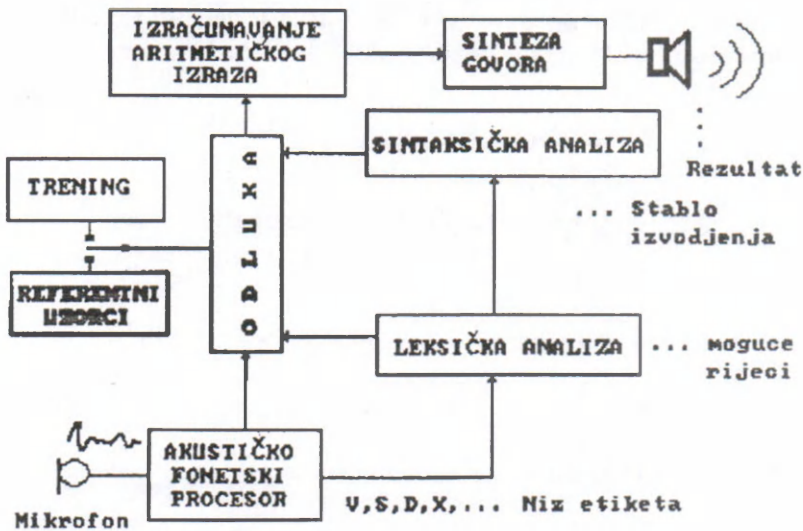 IZRAČUNAVANJE
ARITMETIČKOG
IZRAZA
SINTEZA
GOVORA
SINTAKSIČKA ANALIZA
Rezultat
TRENING
... Stablo
izvodjenja
ODLUKA
REFERENTNI
UZORCI
LEKSIČKA ANALIZA
... moguce
rijeci
AKUSTIČKO
FONETSKI
PROCESOR
V,S,D,X,... Niz etiketa
Mikrofon